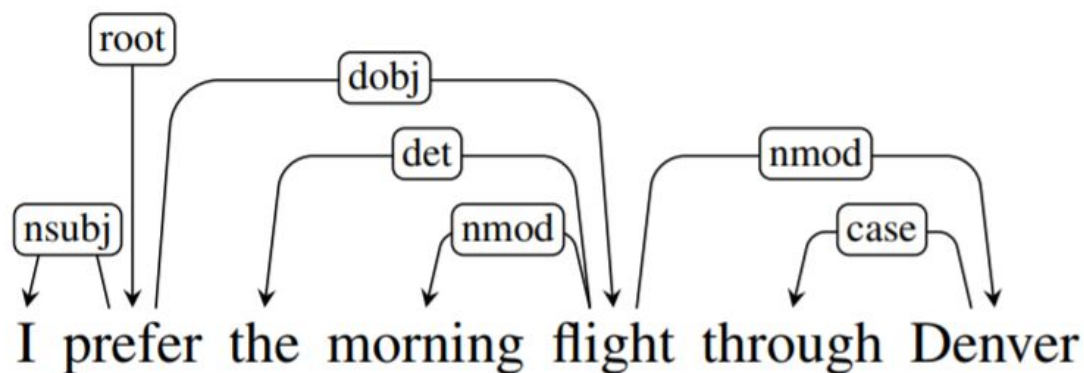 root
dobj
det nmod
nsubj nmod case
I prefer the morning flight through Denver